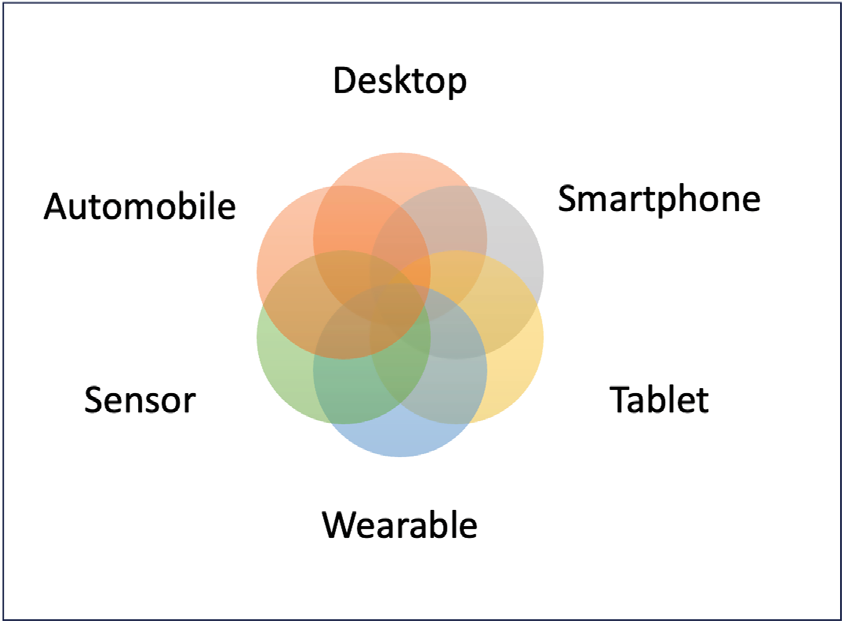 Desktop
Automobile
Smartphone
Sensor
Tablet
Wearable